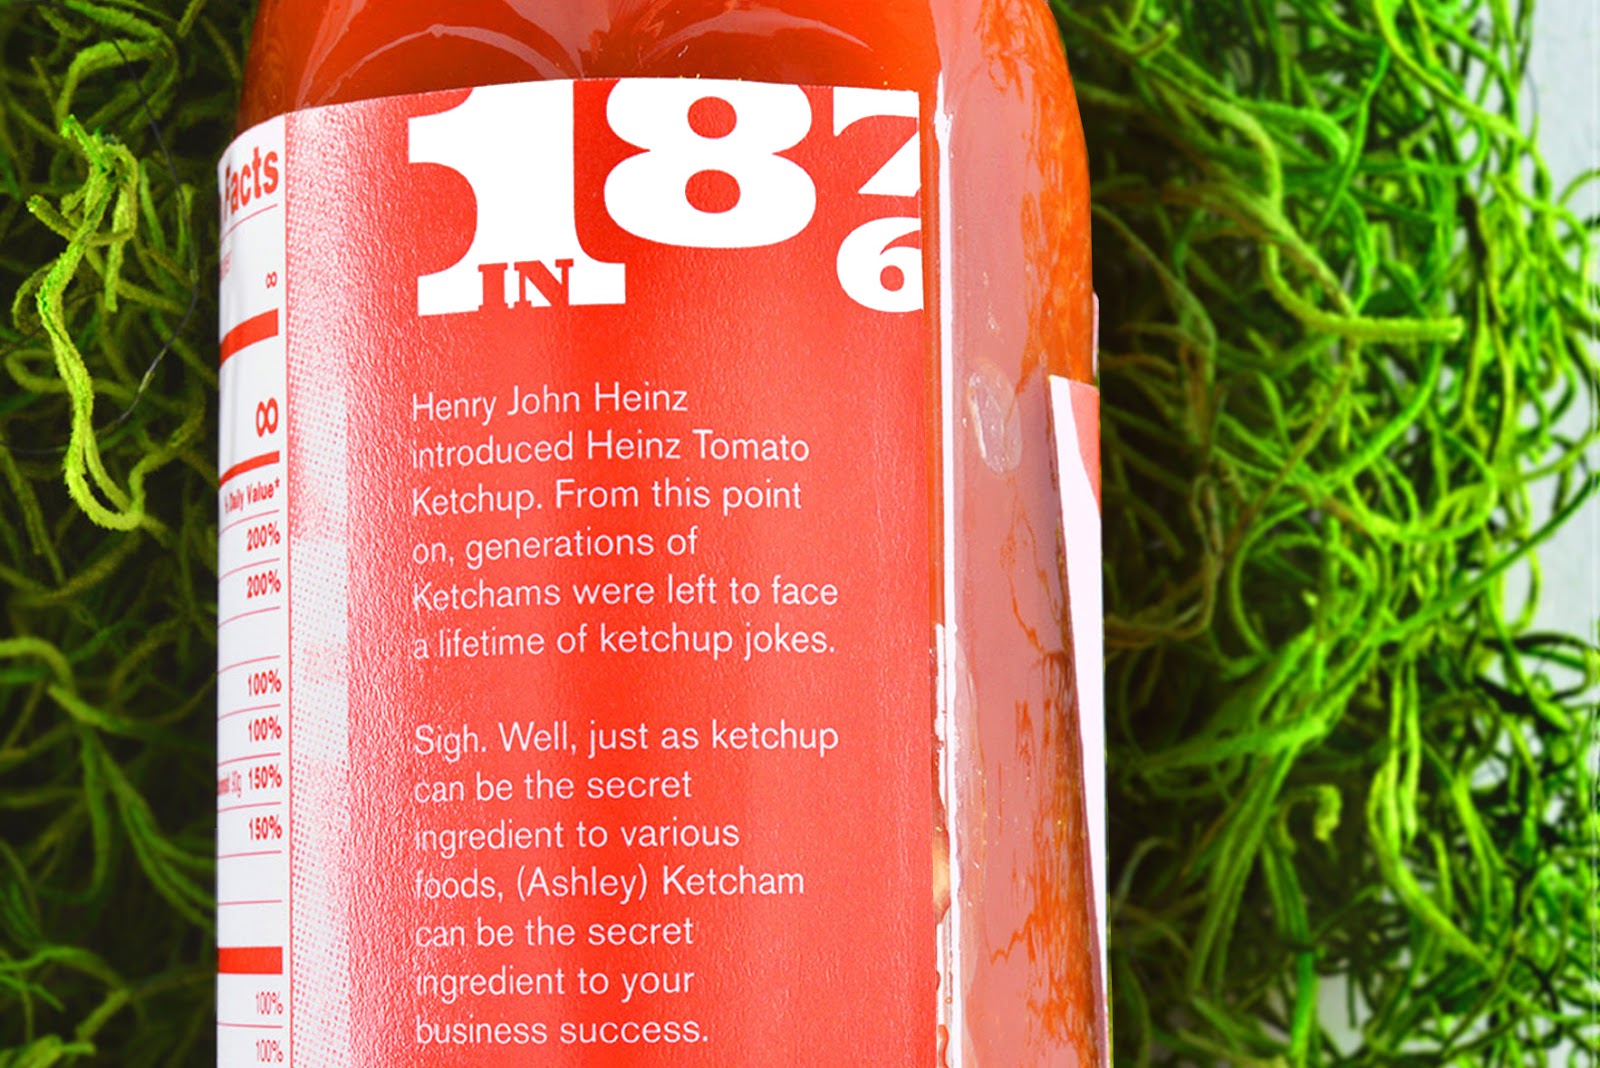 Facts
∞
∞
% Daily Value*
200%
200%
100%
100%
150%
150%
100%
100%
IN 187
6
Henry John Heinz
introduced Heinz Tomato
Ketchup. From this point
on, generations of
Ketchams were left to face
a lifetime of ketchup jokes.
Sigh. Well, just as ketchup
can be the secret
ingredient to various
foods, (Ashley) Ketcham
can be the secret
ingredient to your
business success.